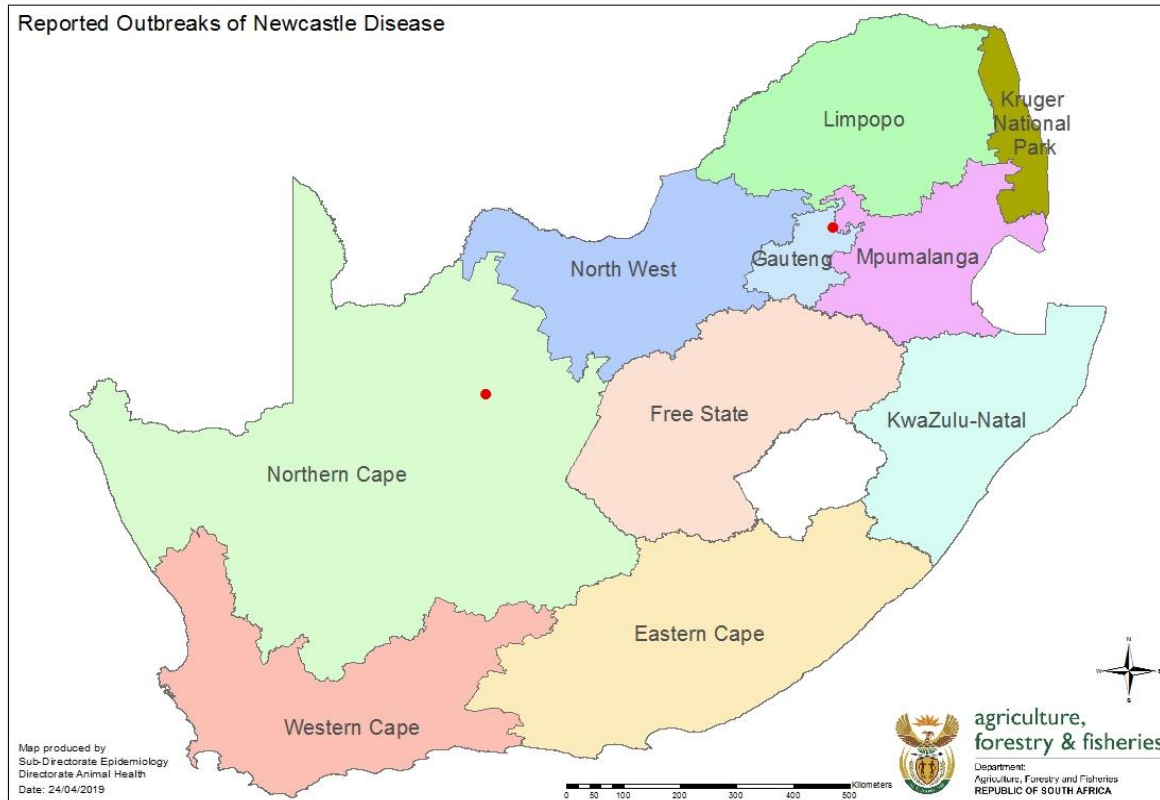 Reported Outbreaks of Newcastle Disease
Kruger
National
Park
Limpopo
North West
Gauteng
Mpumalanga
Free State
KwaZulu-Natal
Northern Cape
Eastern Cape
Western Cape
N
W
E
S
Map produced by
Sub-Directorate Epidemiology
Directorate Animal Health
Date: 24/04/2019
Kilometers
0 50 100 200 300 400 500
agriculture,
forestry & fisheries
Department:
Agriculture, Forestry and Fisheries
REPUBLIC OF SOUTH AFRICA